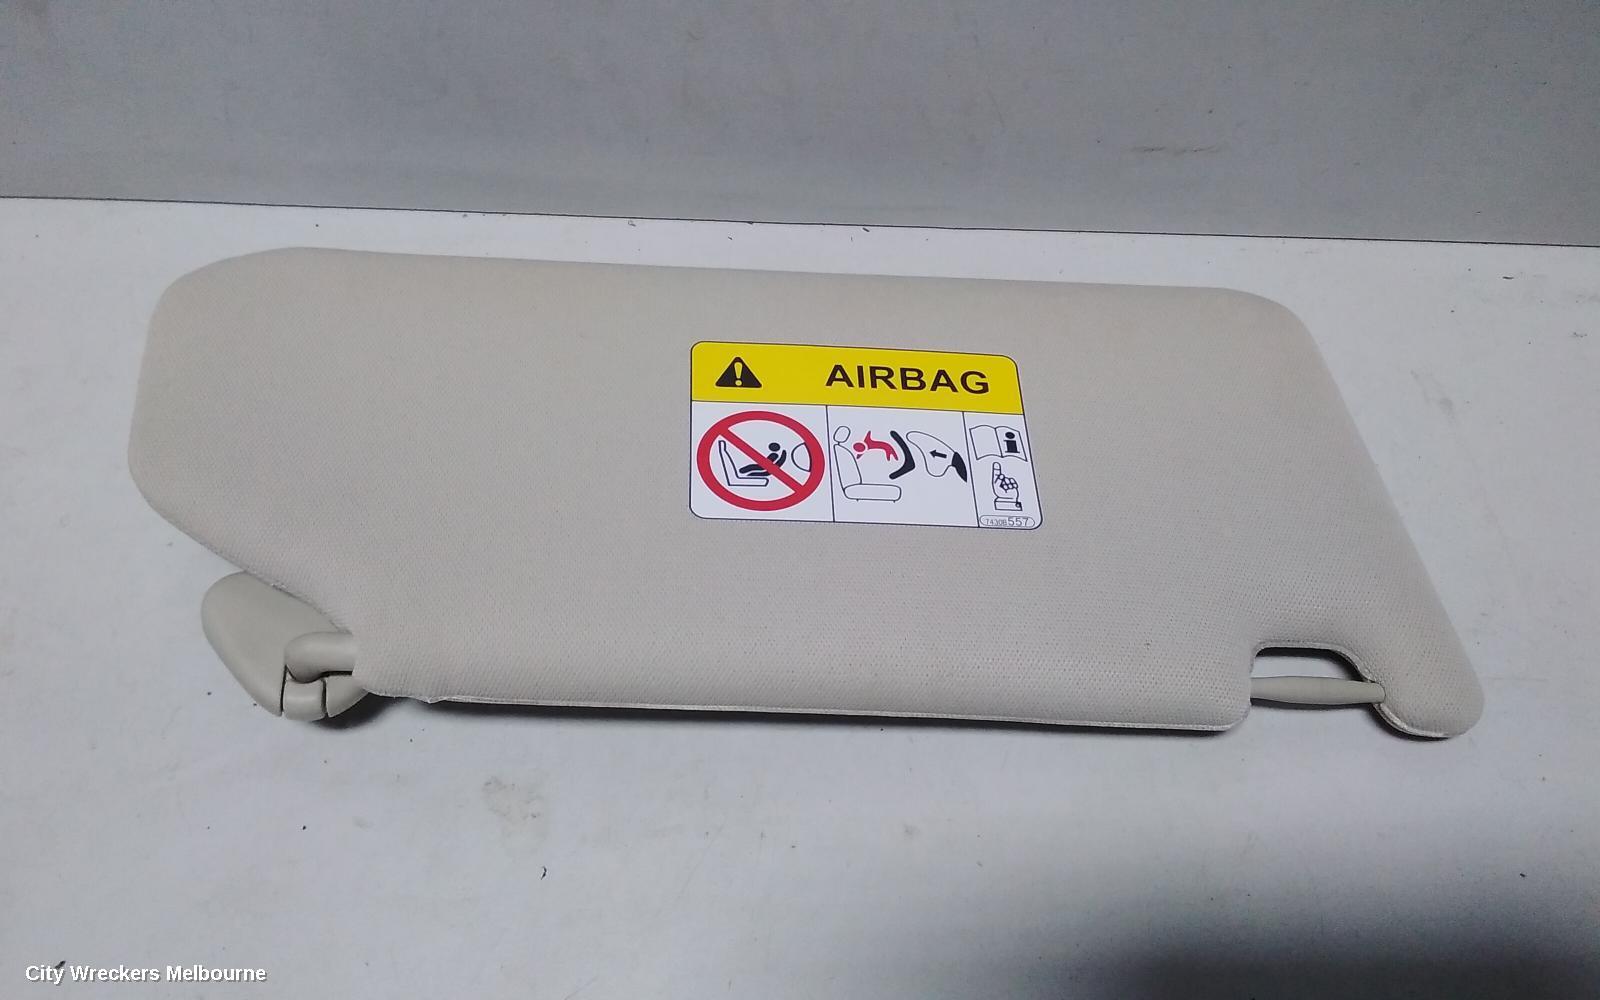 AIRBAG
i
7430B557
City Wreckers Melbourne